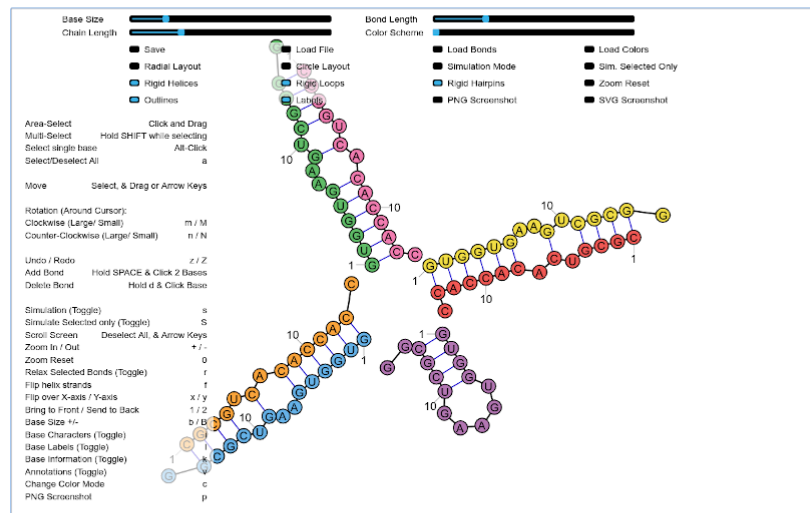 Base Size Bond Length
Chain Length Color Scheme
Save Load File Load Bonds Load Colors
Radial Layout Circle Layout Simulation Mode Sim. Selected Only
Rigid Helices Rigid Loops Rigid Hairpins Zoom Reset
Outlines Labels PNG Screenshot SVG Screenshot
Area-Select Click and Drag
Multi-Select Hold SHIFT while selecting
Select single base Alt-Click
Select/Deselect All a
Move Select, & Drag or Arrow Keys
Rotation (Around Cursor):
Clockwise (Large/ Small) m / M
Counter-Clockwise (Large/ Small) n / N
Undo / Redo z / Z
Add Bond Hold SPACE & Click 2 Bases
Delete Bond Hold d & Click Base
Simulation (Toggle) s
Simulate Selected only (Toggle) S
Scroll Screen Deselect All, & Arrow Keys
Zoom In / Out + / -
Zoom Reset 0
Relax Selected Bonds (Toggle) r
Flip helix strands f
Flip over X-axis / Y-axis x / y
Bring to Front / Send to Back 1 / 2
Base Size +/- b / B
Base Characters (Toggle)
Base Labels (Toggle) l
Base Information (Toggle) k
Annotations (Toggle) v
Change Color Mode c
PNG Screenshot p